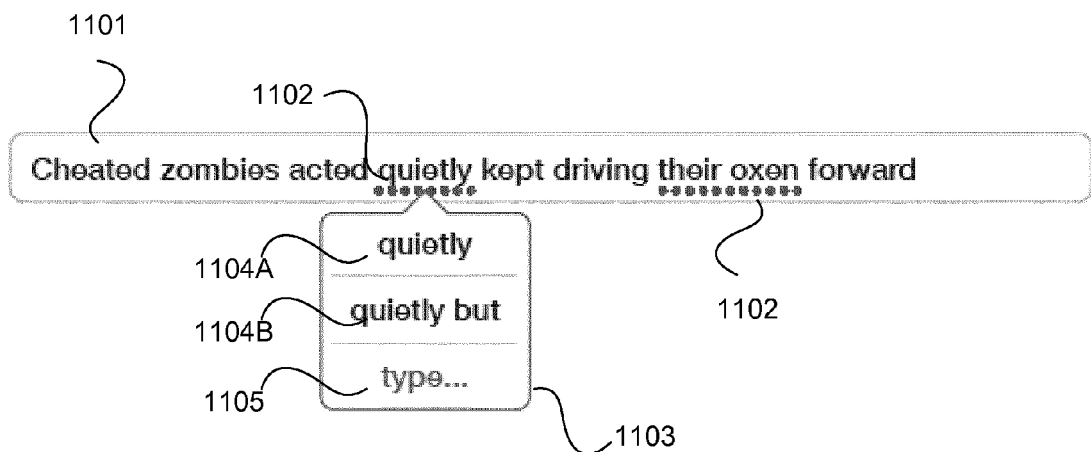 1101
1102
Cheated zombies acted quietly kept driving their oxen forward
quietly
1104A
1102
quietly but
1104B
type...
1105
1103